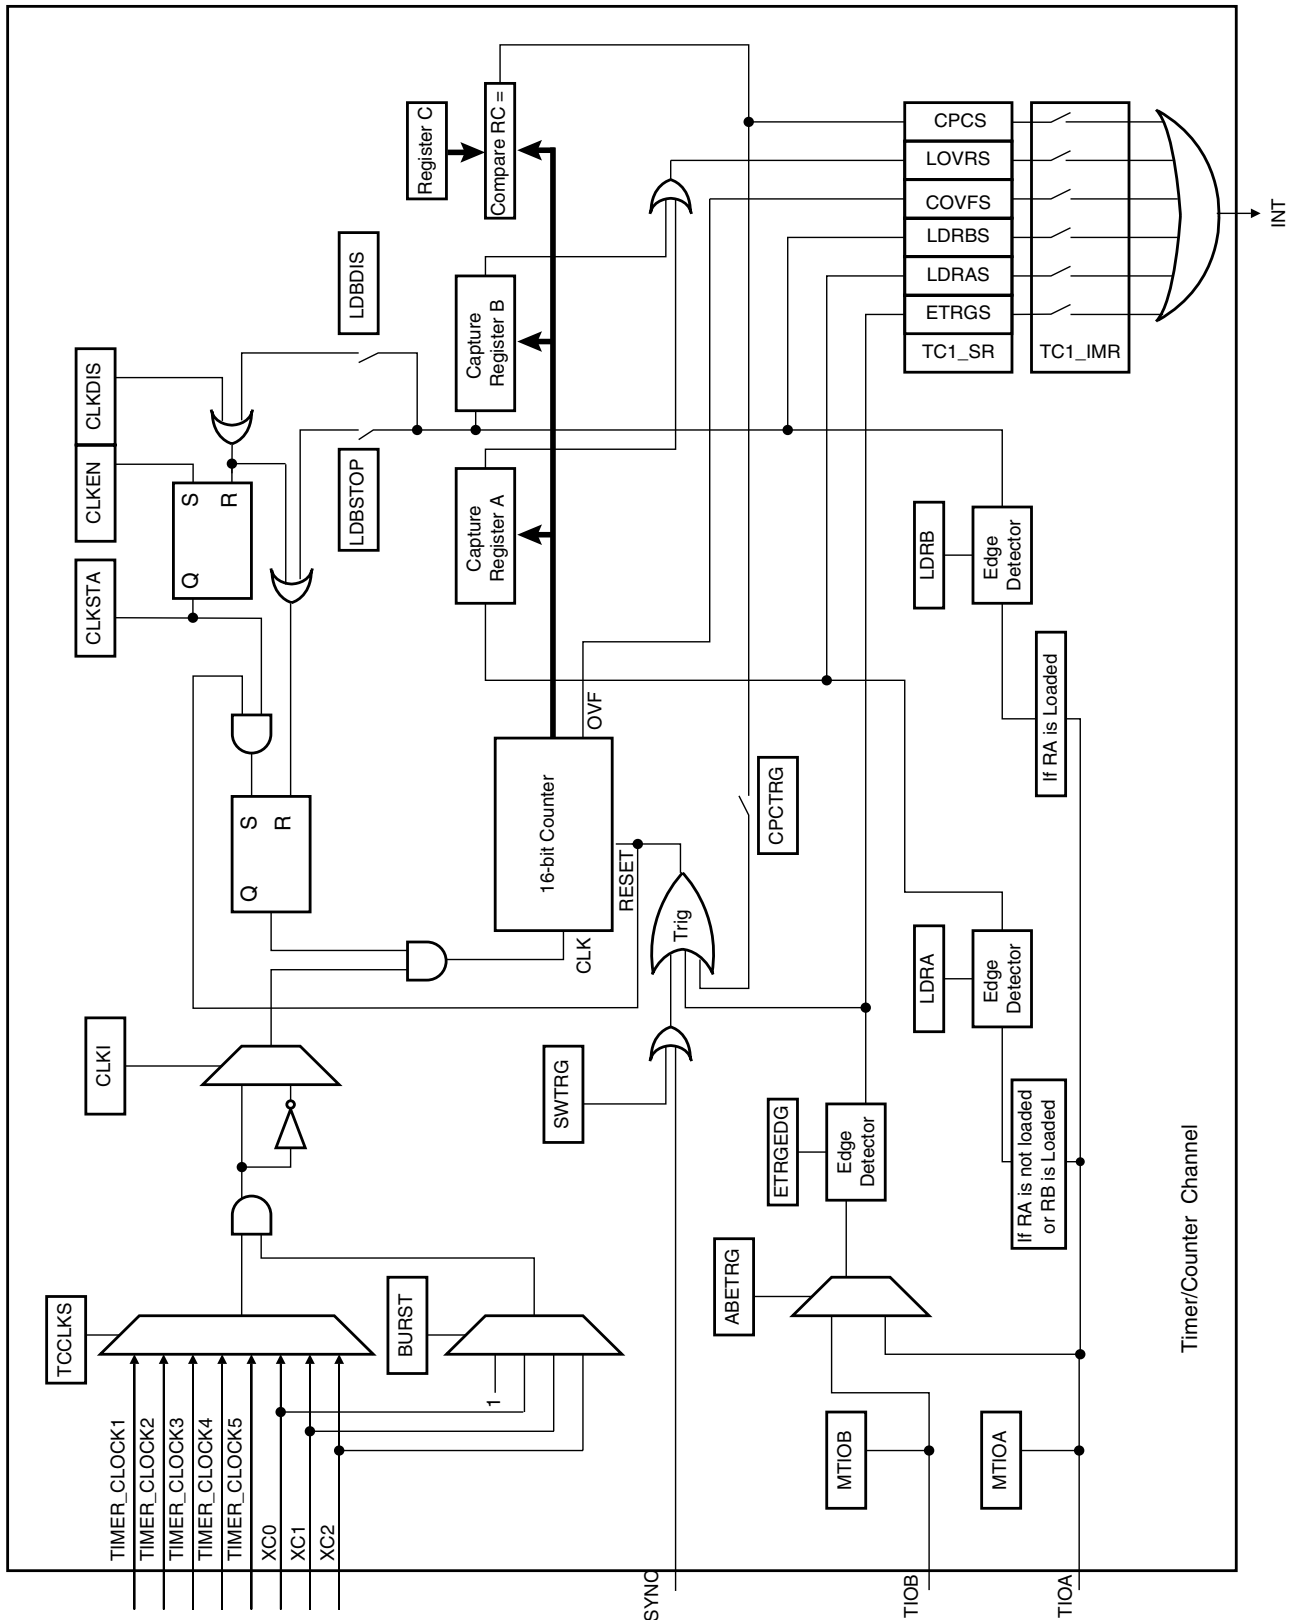 Register C
Compare RC =
CPCS
LOVRS
COVFS
LDRBS
LDRAS
ETRGS
TC1_SR
TC1_IMR
INT
LDBDIS
Capture
Register B
CLKDIS
CLKEN
S
R
Q
LDBSTOP
Capture
Register A
CLKSTA
LDRB
Edge
Detector
If RA is Loaded
OVF
S
R
Q
16-bit Counter
RESET
CLK
Trig
CPCTRG
LDRA
Edge
Detector
CLKI
SWTRG
ETRGEDG
Edge
Detector
If RA is not loaded
or RB is Loaded
Timer/Counter Channel
TCCLKS
BURST
ABETRG
1
MTIOB
MTIOA
TIMER_CLOCK1
TIMER_CLOCK2
TIMER_CLOCK3
TIMER_CLOCK4
TIMER_CLOCK5
XC0
XC1
XC2
SYNC
TIOB
TIOA